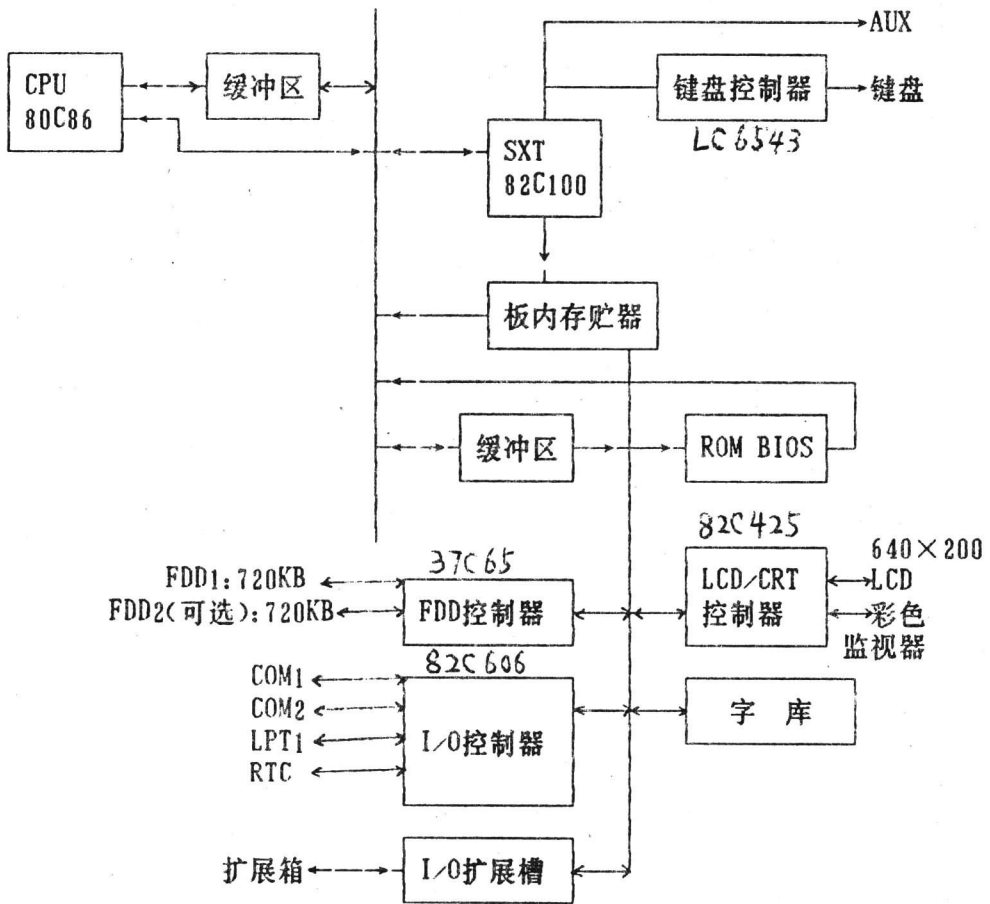 AUX
CPU
80C86
缓冲区
键盘控制器
键盘
LC6543
SXT
82C100
板内存贮器
缓冲区
ROM BIOS
82C425
37C65
640×200
FDD1:720KB
LCD/CRT
LCD
FDD2(可选):720KB
FDD控制器
控制器
彩色
监视器
82C606
COM1
COM2
字 库
LPT1
I/O控制器
RTC
扩展箱
I/O扩展槽